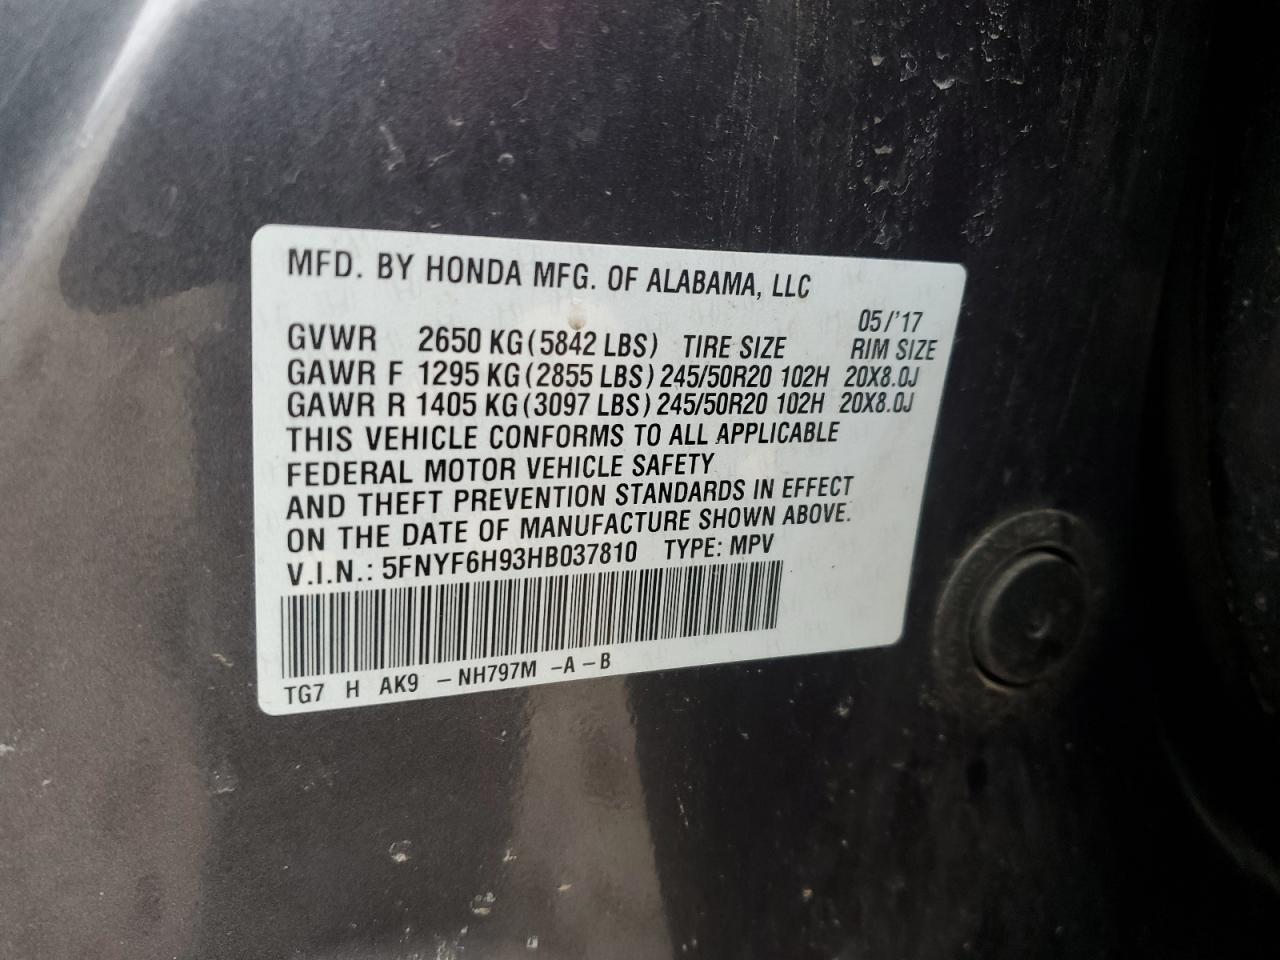 MFD. BY HONDA MFG. OF ALABAMA, LLC
05/'17
GVWR 2650 KG(5842 LBS) TIRE SIZE RIM SIZE
GAWR F 1295 KG(2855 LBS) 245/50R20 102H 20X8.0J
GAWR R 1405 KG(3097 LBS) 245/50R20 102H 20X8.0J
THIS VEHICLE CONFORMS TO ALL APPLICABLE
FEDERAL MOTOR VEHICLE SAFETY
AND THEFT PREVENTION STANDARDS IN EFFECT
ON THE DATE OF MANUFACTURE SHOWN ABOVE.
V.I.N.: 5FNYF6H93HB037810 TYPE: MPV
TG7 H AK9 -NH797M -A-B